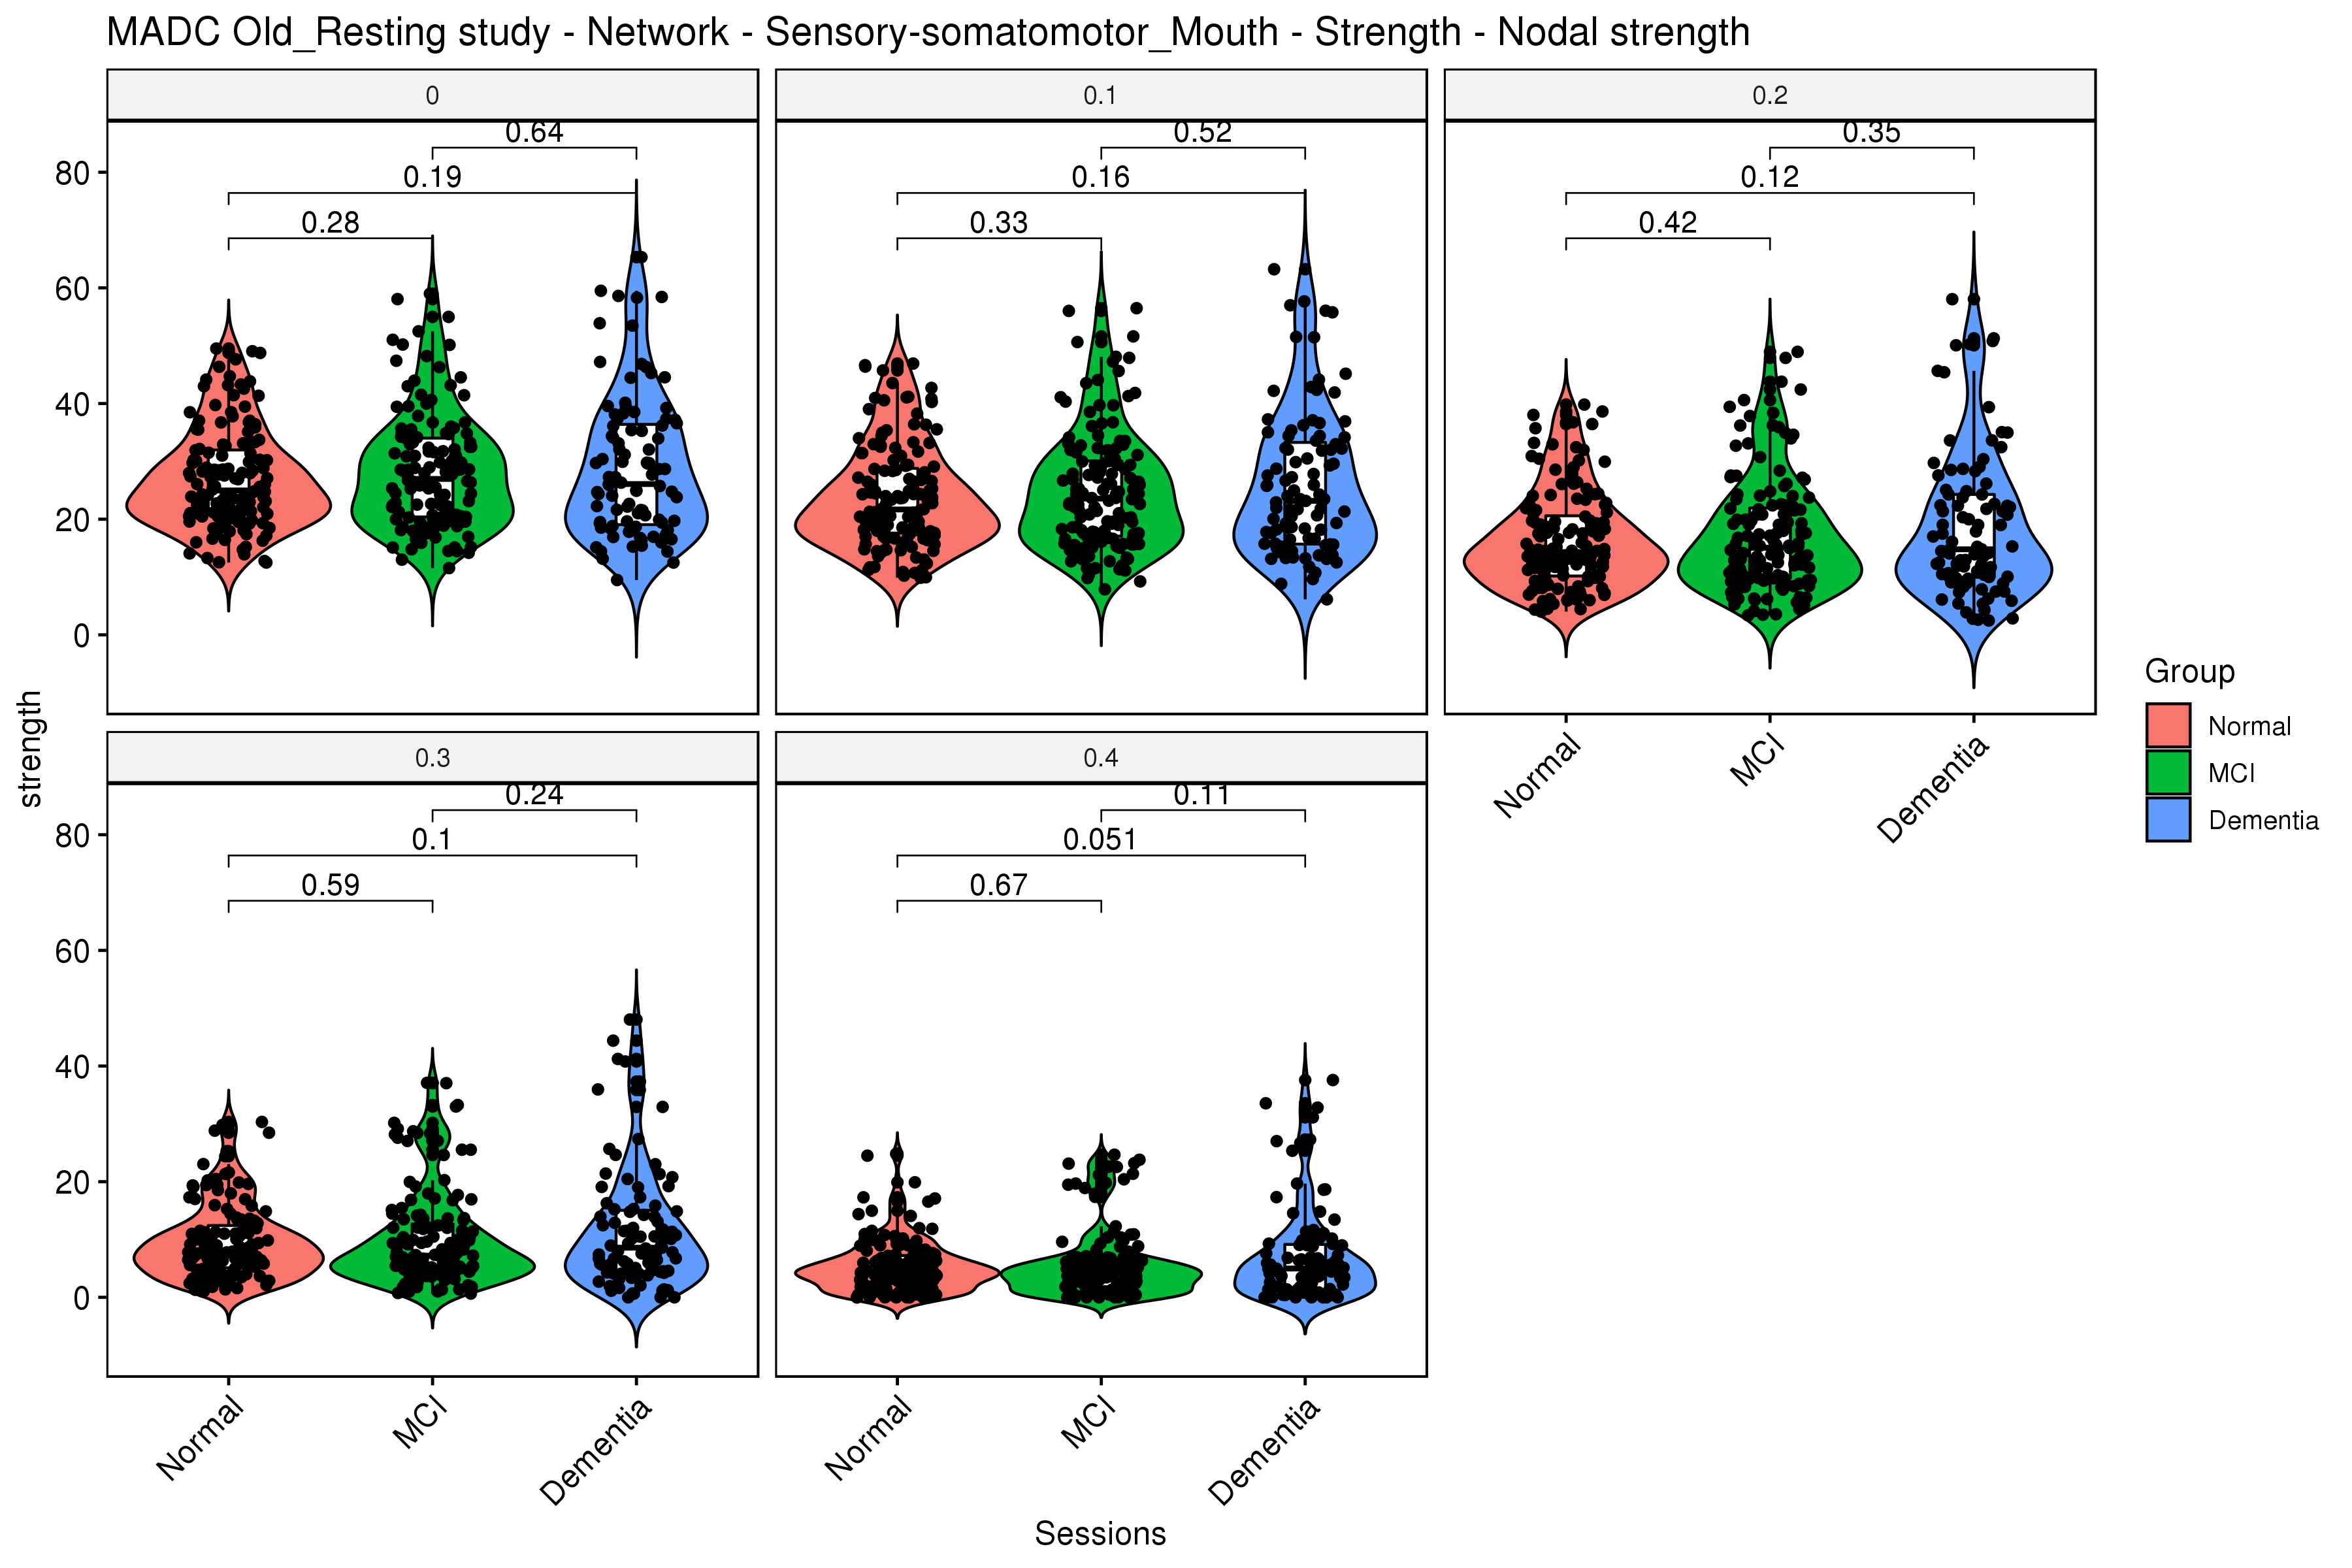 MADC Old_Resting study - Network - Sensory-somatomotor_Mouth - Strength - Nodal strength
0
0.1
0.2
0.64
0.19
0.28
0.52
0.16
0.33
0.35
0.12
0.42
80
60
40
20
0
strength
Normal
MCI
Dementia
Group
Normal
MCI
Dementia
0.3
0.4
0.24
0.1
0.59
0.11
0.051
0.67
80
60
40
20
0
Normal
MCI
Dementia
Normal
MCI
Dementia
Sessions